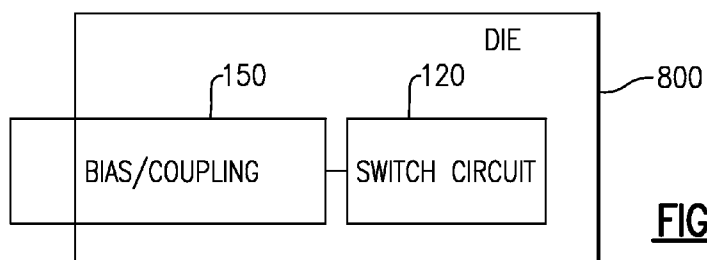 DIE
150
120
800
BIAS/COUPLING
SWITCH CIRCUIT
FIG